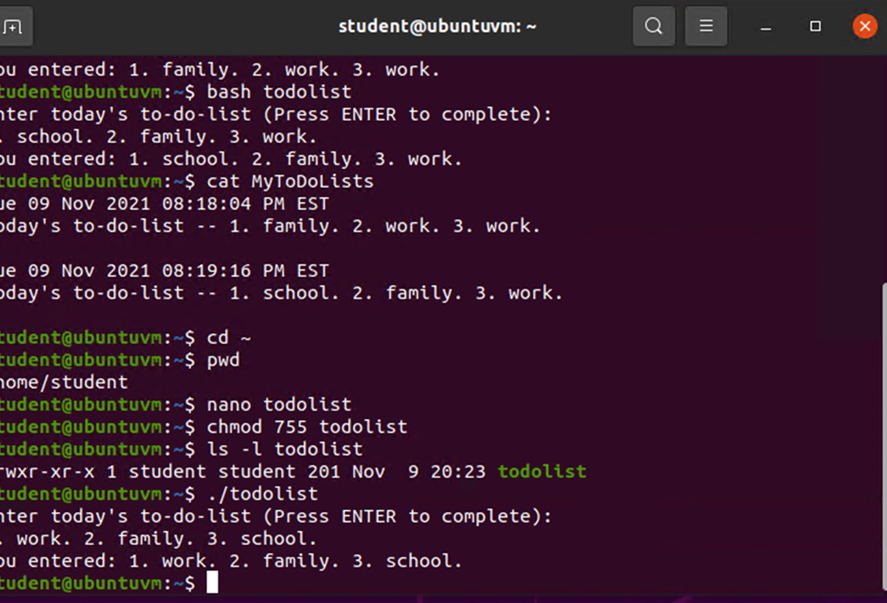 student@ubuntuvm: ~
ou entered: 1. family. 2. work. 3. work.
tudent@ubuntuvm:~$ bash todolist
nter today's to-do-list (Press ENTER to complete):
. school. 2. family. 3. work.
ou entered: 1. school. 2. family. 3. work.
tudent@ubuntuvm:~$ cat MyToDoLists
ue 09 Nov 2021 08:18:04 PM EST
oday's to-do-list -- 1. family. 2. work. 3. work.
ue 09 Nov 2021 08:19:16 PM EST
oday's to-do-list -- 1. school. 2. family. 3. work.
tudent@ubuntuvm:~$ cd ~
tudent@ubuntuvm:~$ pwd
home/student
tudent@ubuntuvm:~$ nano todolist
tudent@ubuntuvm:~$ chmod 755 todolist
tudent@ubuntuvm:~$ ls -l todolist
rwxr-xr-x 1 student student 201 Nov  9 20:23 todolist
tudent@ubuntuvm:~$ ./todolist
nter today's to-do-list (Press ENTER to complete):
. work. 2. family. 3. school.
ou entered: 1. work. 2. family. 3. school.
tudent@ubuntuvm:~$